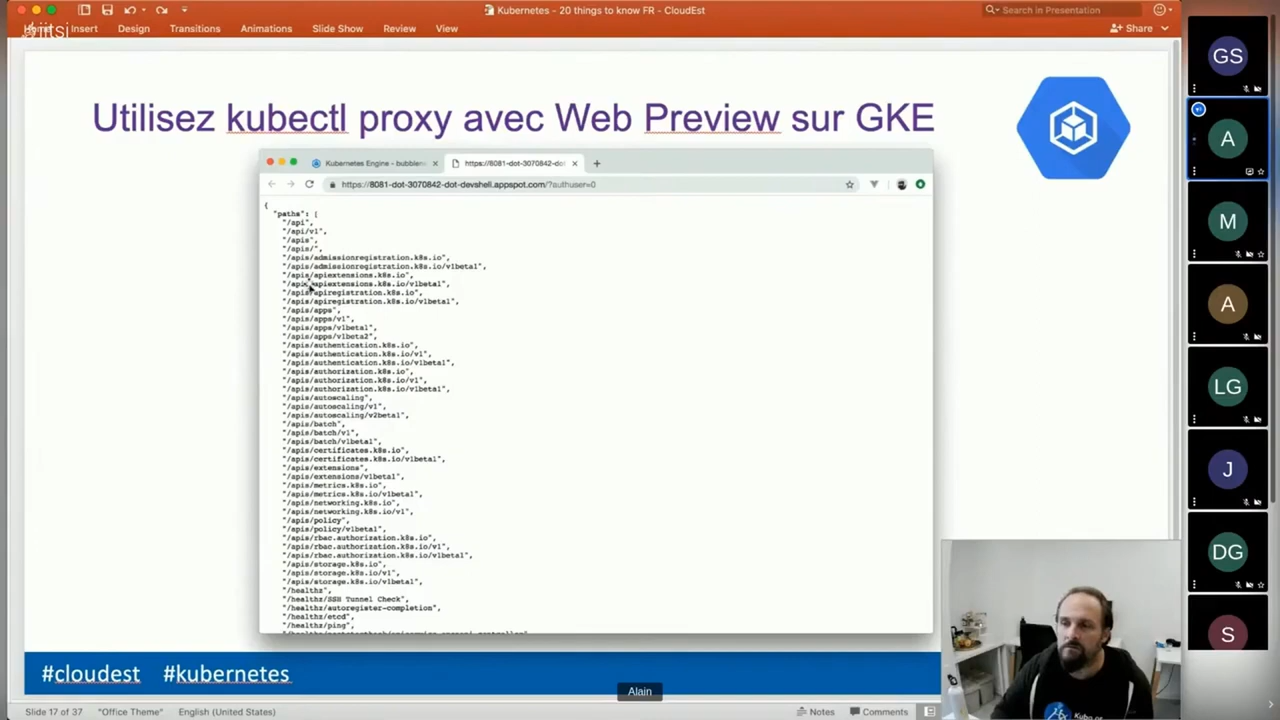 Kubernetes - 20 things to know FR - CloudEst
Search in Presentation
jitsi
Insert
Design
Transitions
Animations
Slide Show
Review
View
Share
Utilisez kubectl proxy avec Web Preview sur GKE
Kubernetes Engine - bubblen
https://8081-dot-3070842-dot-
https://8081-dot-3070842-dot-devshell.appspot.com/?authuser=0
{
"paths": [
"/api",
"/api/v1",
"/apis",
"/apis/",
"/apis/admissionregistration.k8s.io",
"/apis/admissionregistration.k8s.io/v1beta1",
"/apis/apiextensions.k8s.io",
"/apis/apiextensions.k8s.io/v1beta1",
"/apis/apiregistration.k8s.io",
"/apis/apiregistration.k8s.io/v1beta1",
"/apis/apps",
"/apis/apps/v1",
"/apis/apps/v1beta1",
"/apis/apps/v1beta2",
"/apis/authentication.k8s.io",
"/apis/authentication.k8s.io/v1",
"/apis/authentication.k8s.io/v1beta1",
"/apis/authorization.k8s.io",
"/apis/authorization.k8s.io/v1",
"/apis/authorization.k8s.io/v1beta1",
"/apis/autoscaling",
"/apis/autoscaling/v1",
"/apis/autoscaling/v2beta1",
"/apis/batch",
"/apis/batch/v1",
"/apis/batch/v1beta1",
"/apis/certificates.k8s.io",
"/apis/certificates.k8s.io/v1beta1",
"/apis/extensions",
"/apis/extensions/v1beta1",
"/apis/metrics.k8s.io",
"/apis/metrics.k8s.io/v1beta1",
"/apis/networking.k8s.io",
"/apis/networking.k8s.io/v1",
"/apis/policy",
"/apis/policy/v1beta1",
"/apis/rbac.authorization.k8s.io",
"/apis/rbac.authorization.k8s.io/v1",
"/apis/rbac.authorization.k8s.io/v1beta1",
"/apis/storage.k8s.io",
"/apis/storage.k8s.io/v1",
"/apis/storage.k8s.io/v1beta1",
"/healthz",
"/healthz/SSH Tunnel Check",
"/healthz/autoregister-completion",
"/healthz/etcd",
"/healthz/ping",
#cloudest #kubernetes
Alain
Slide 17 of 37
"Office Theme"
English (United States)
Notes
Comments
GS
A
M
A
LG
J
DG
S